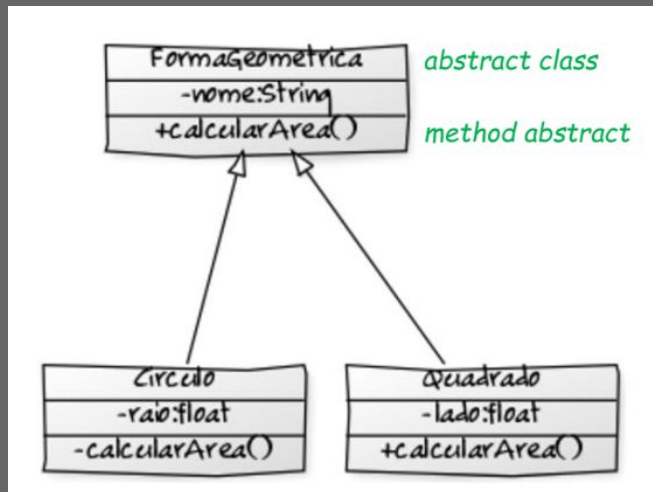 FormaGeometrica
abstract class
-nome:String
+calcularArea()
method abstract
Circulo
-raio:float
-calcularArea()
Quadrado
-lado:float
+calcularArea()